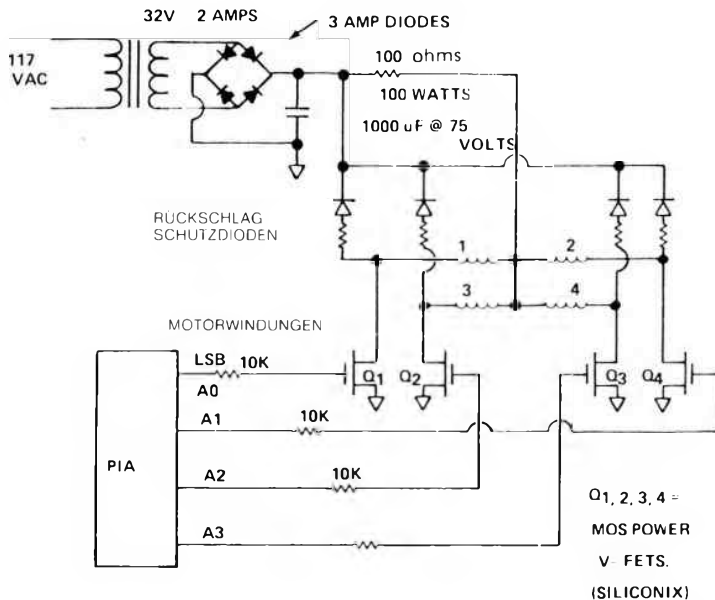 32V 2 AMPS
3 AMP DIODES
117
VAC
100 ohms
100 WATTS
1000 uF @ 75
VOLTS
RÜCKSCHLAG
SCHUTZDIODEN
1
2
3
4
MOTORWINDUNGEN
LSB 10K
A0
Q1
Q2
Q3
Q4
A1 10K
PIA
A2 10K
A3
Q1, 2, 3, 4 =
MOS POWER
V- FETS.
(SILICONIX)